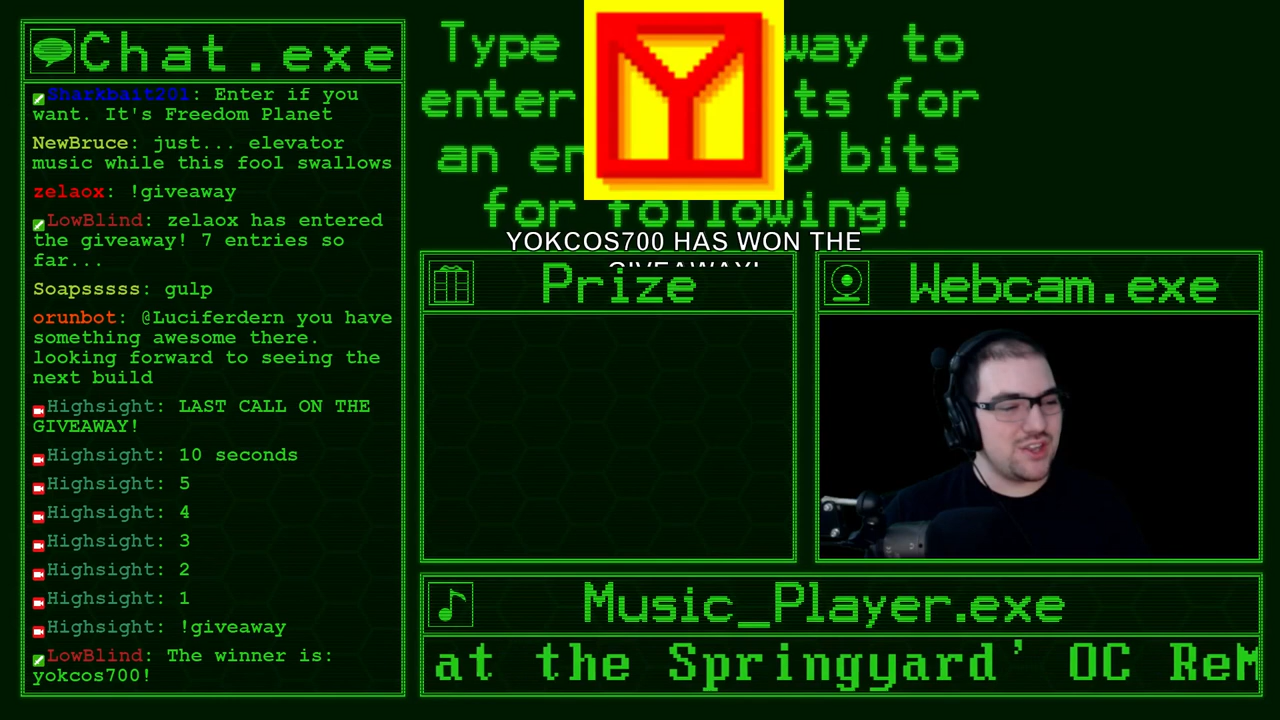 Chat.exe
Sharkbait201: Enter if you
want. It's Freedom Planet
NewBruce: just... elevator
music while this fool swallows
zelaox: !giveaway
LowBlind: zelaox has entered
the giveaway! 7 entries so
far...
Soapsssss: gulp
orunbot: @Luciferdern you have
something awesome there.
looking forward to seeing the
next build
Highsight: LAST CALL ON THE
GIVEAWAY!
Highsight: 10 seconds
Highsight: 5
Highsight: 4
Highsight: 3
Highsight: 2
Highsight: 1
Highsight: !giveaway
LowBlind: The winner is:
yokcos700!
Type way to
enter for
an bits
for following!
Y
YOKCOS700 HAS WON THE
GIVEAWAY!
Prize
Webcam.exe
Music_Player.exe
at the Springyard' OC ReM